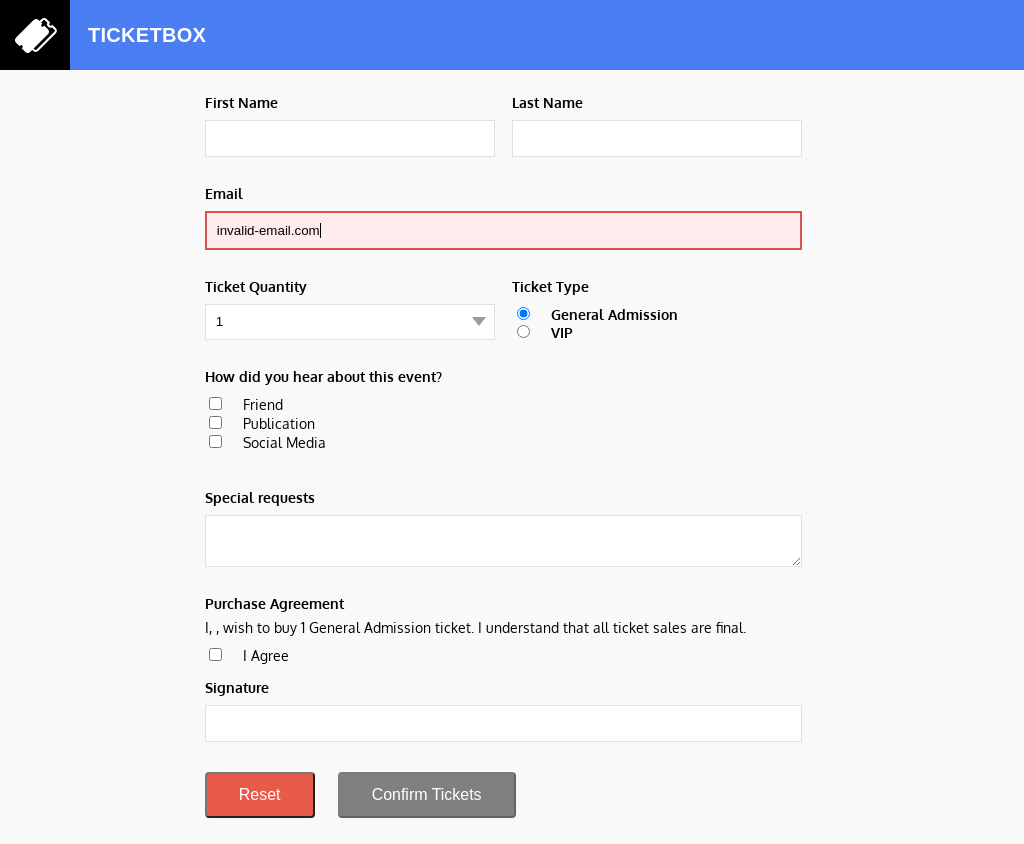 TICKETBOX
First Name
Last Name
Email
invalid-email.com
Ticket Quantity
Ticket Type
1
General Admission
VIP
How did you hear about this event?
Friend
Publication
Social Media
Special requests
Purchase Agreement
I, , wish to buy 1 General Admission ticket. I understand that all ticket sales are final.
I Agree
Signature
Reset
Confirm Tickets